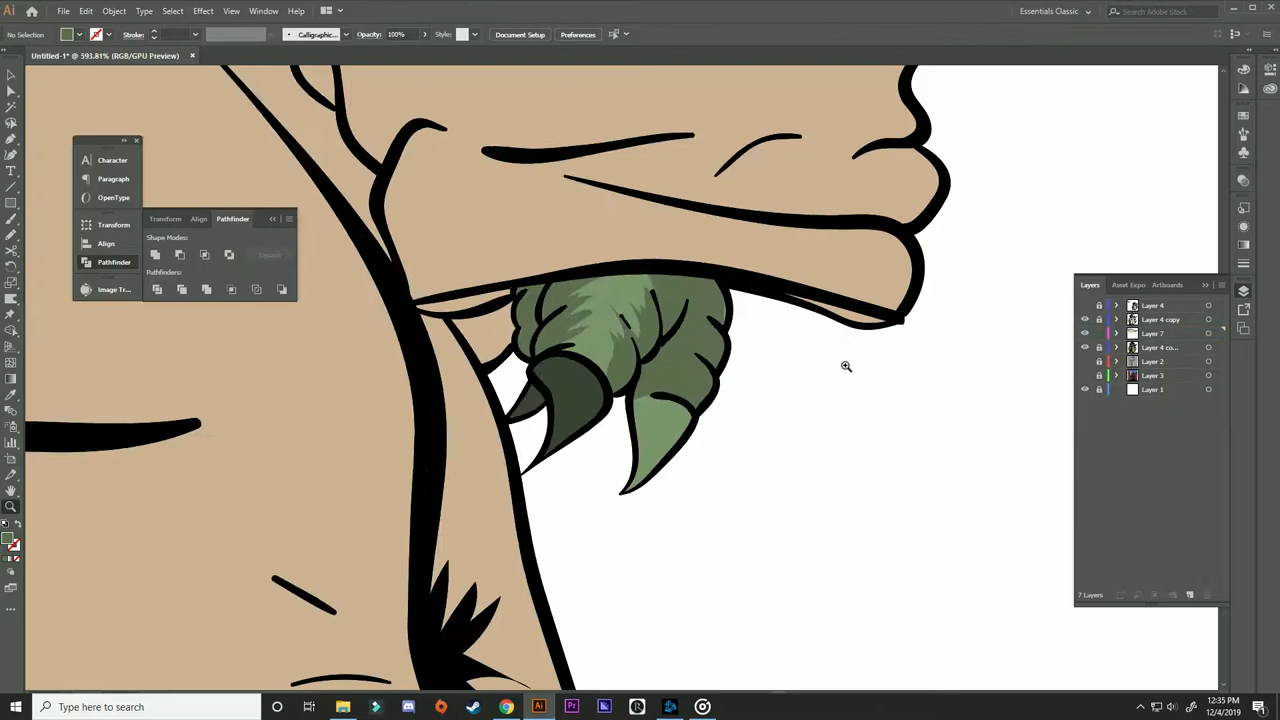 Ai File Edit Object Type Select Effect View Window Help Essentials Classic Search Adobe Stock
No Selection Stroke: Calligraphic... Opacity: 100% Style: Document Setup Preferences
Untitled-1* @ 593.81% (RGB/GPU Preview)
Character
Paragraph
OpenType
Transform
Align
Pathfinder
Image Tr...
Transform Align Pathfinder
Shape Modes:
Expand
Pathfinders:
Layers Asset Expo Artboards
Layer 4
Layer 4 copy
Layer 7
Layer 4 co...
Layer 2
Layer 3
Layer 1
7 Layers
Type here to search
Ai Pr
12:35 PM
12/4/2019